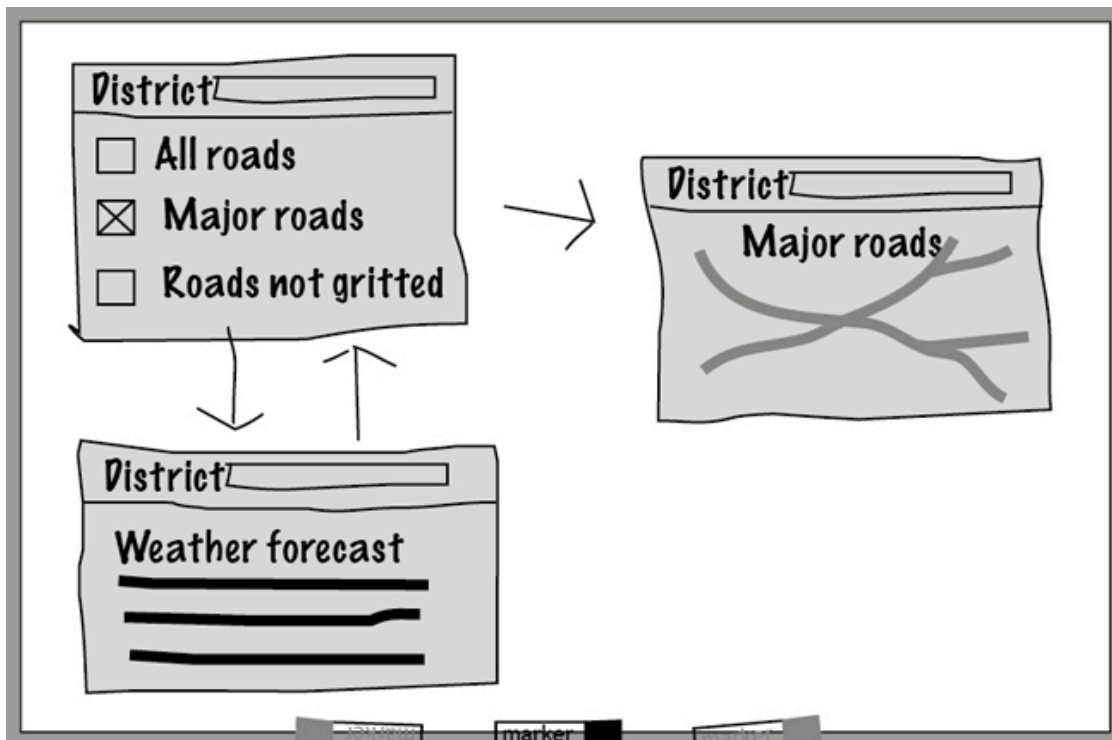 District
All roads
Major roads
Roads not gritted
District
Major roads
District
Weather forecast
marker